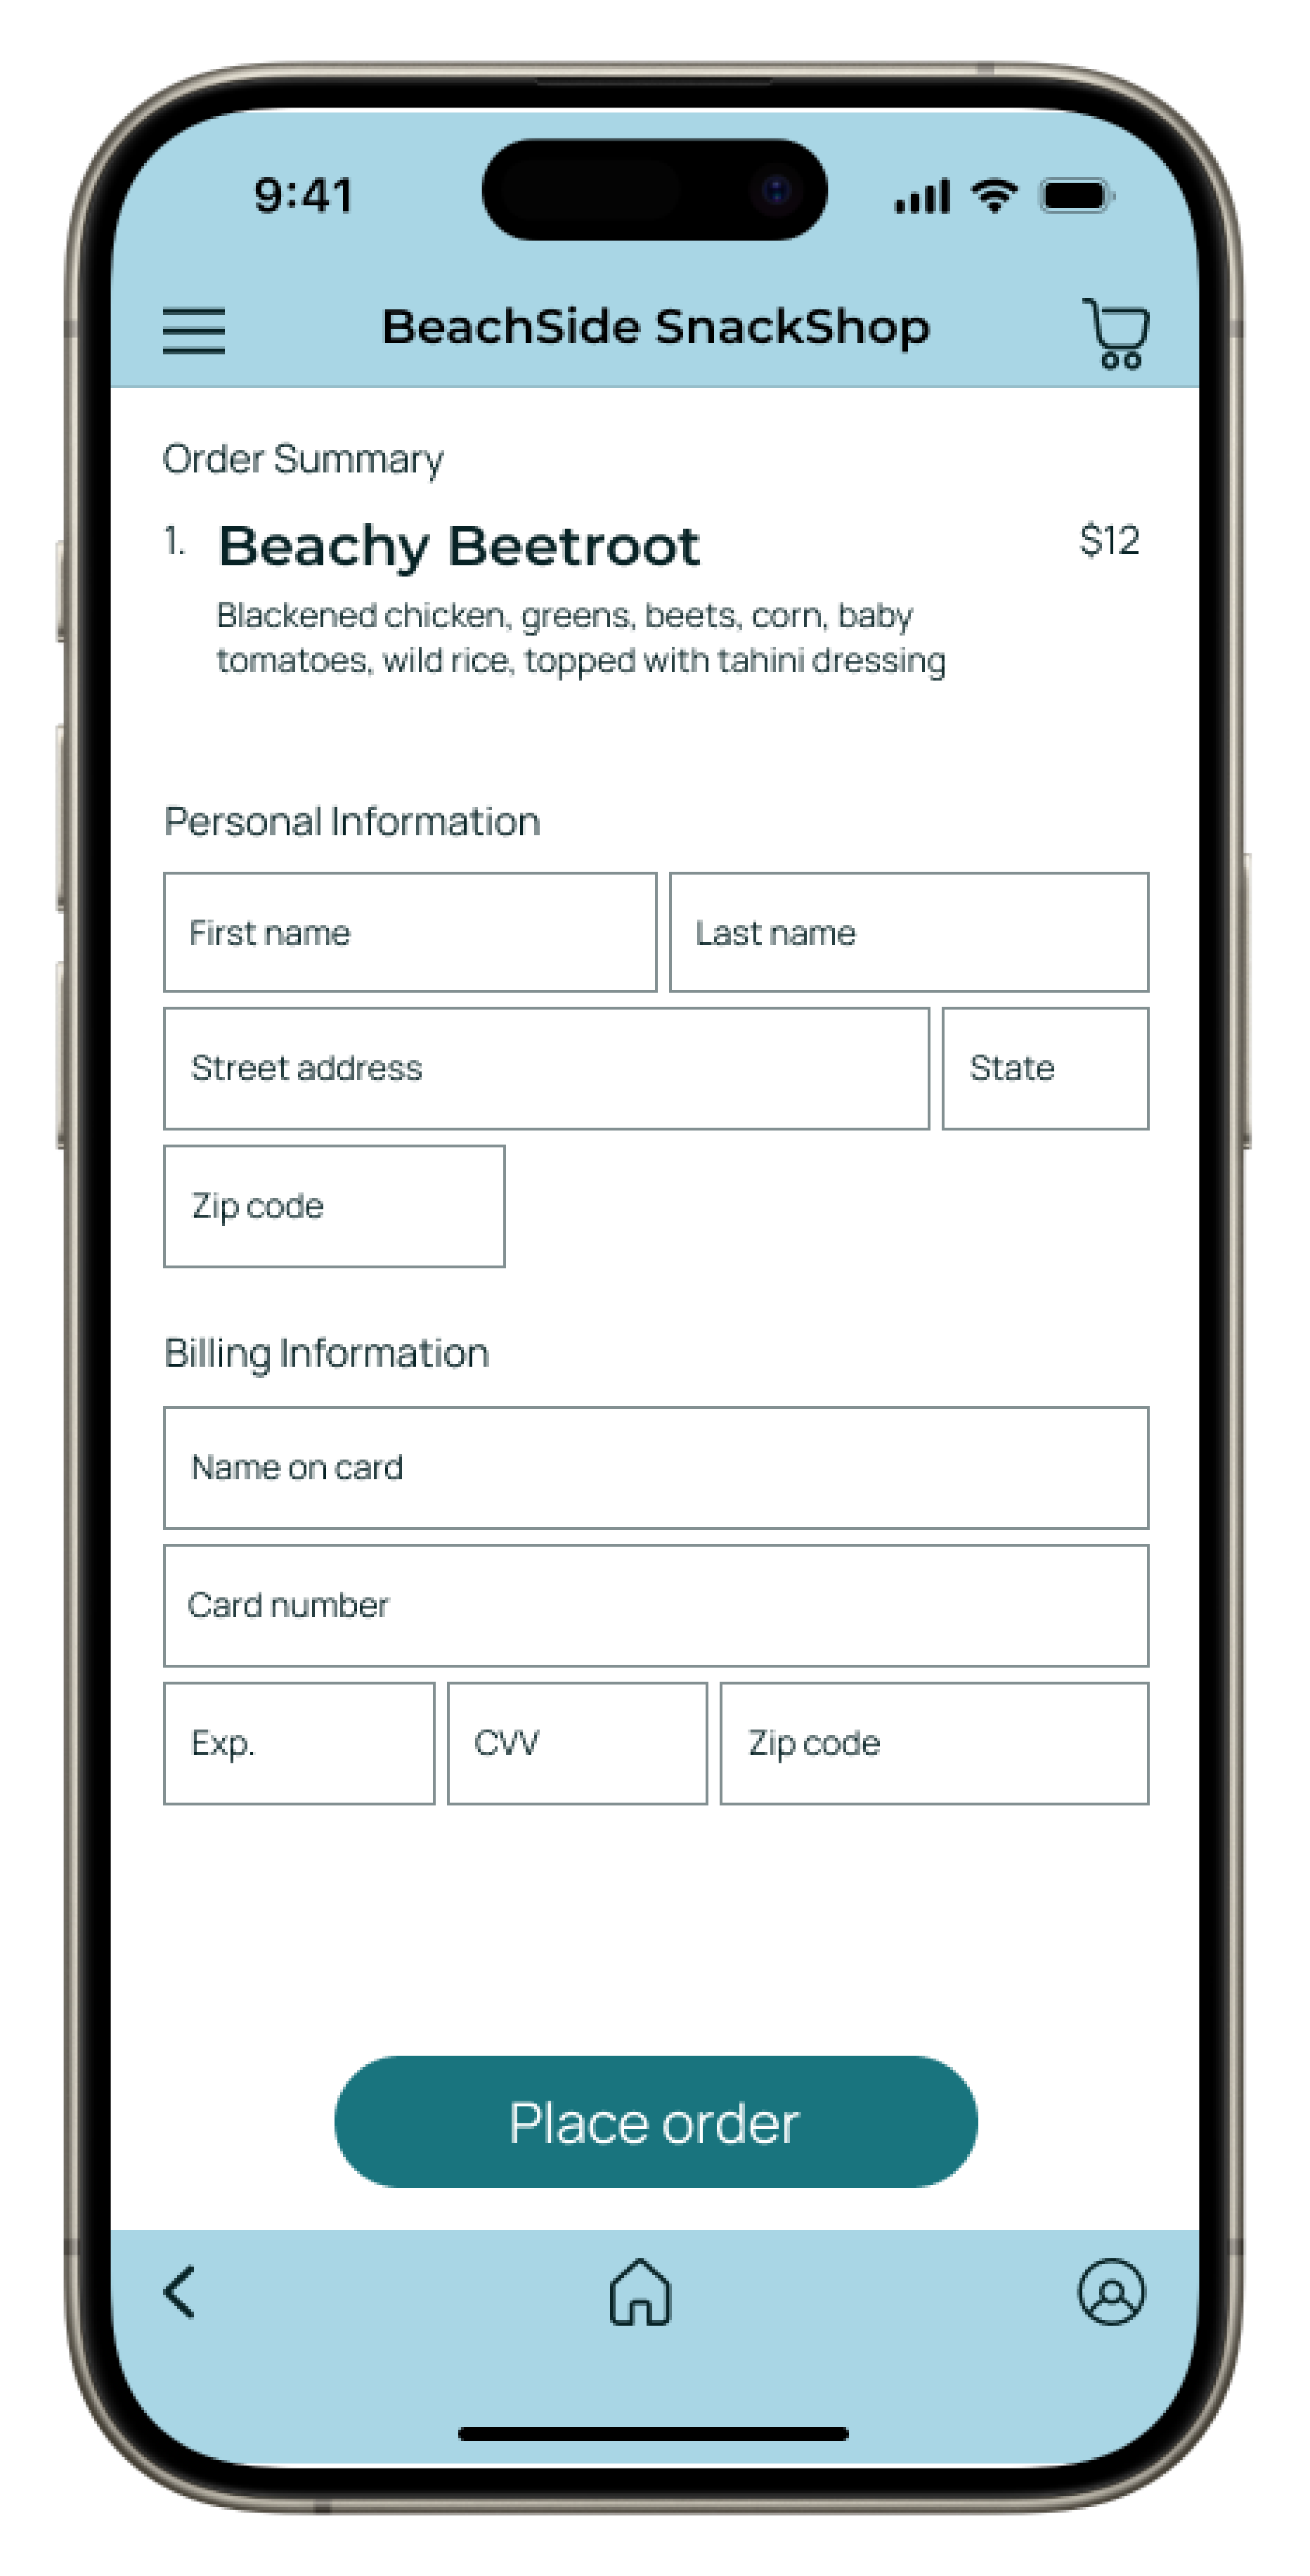 9:41
BeachSide SnackShop
Order Summary
1. Beachy Beetroot $12
Blackened chicken, greens, beets, corn, baby
tomatoes, wild rice, topped with tahini dressing
Personal Information
First name Last name
Street address State
Zip code
Billing Information
Name on card
Card number
Exp. CVV Zip code
Place order